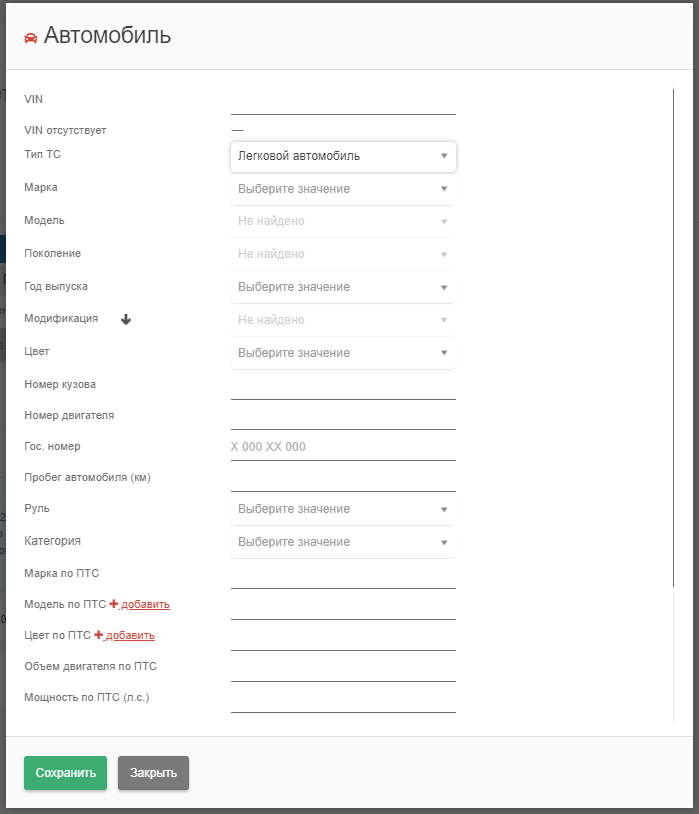 Автомобиль
VIN
VIN отсутствует —
Тип ТС Легковой автомобиль
Марка Выберите значение
Модель Не найдено
Поколение Не найдено
Год выпуска Выберите значение
Модификация Не найдено
Цвет Выберите значение
Номер кузова
Номер двигателя
Гос. номер X 000 XX 000
Пробег автомобиля (км)
Руль Выберите значение
Категория Выберите значение
Марка по ПТС
Модель по ПТС + добавить
Цвет по ПТС + добавить
Объем двигателя по ПТС
Мощность по ПТС (л.с.)
Сохранить Закрыть